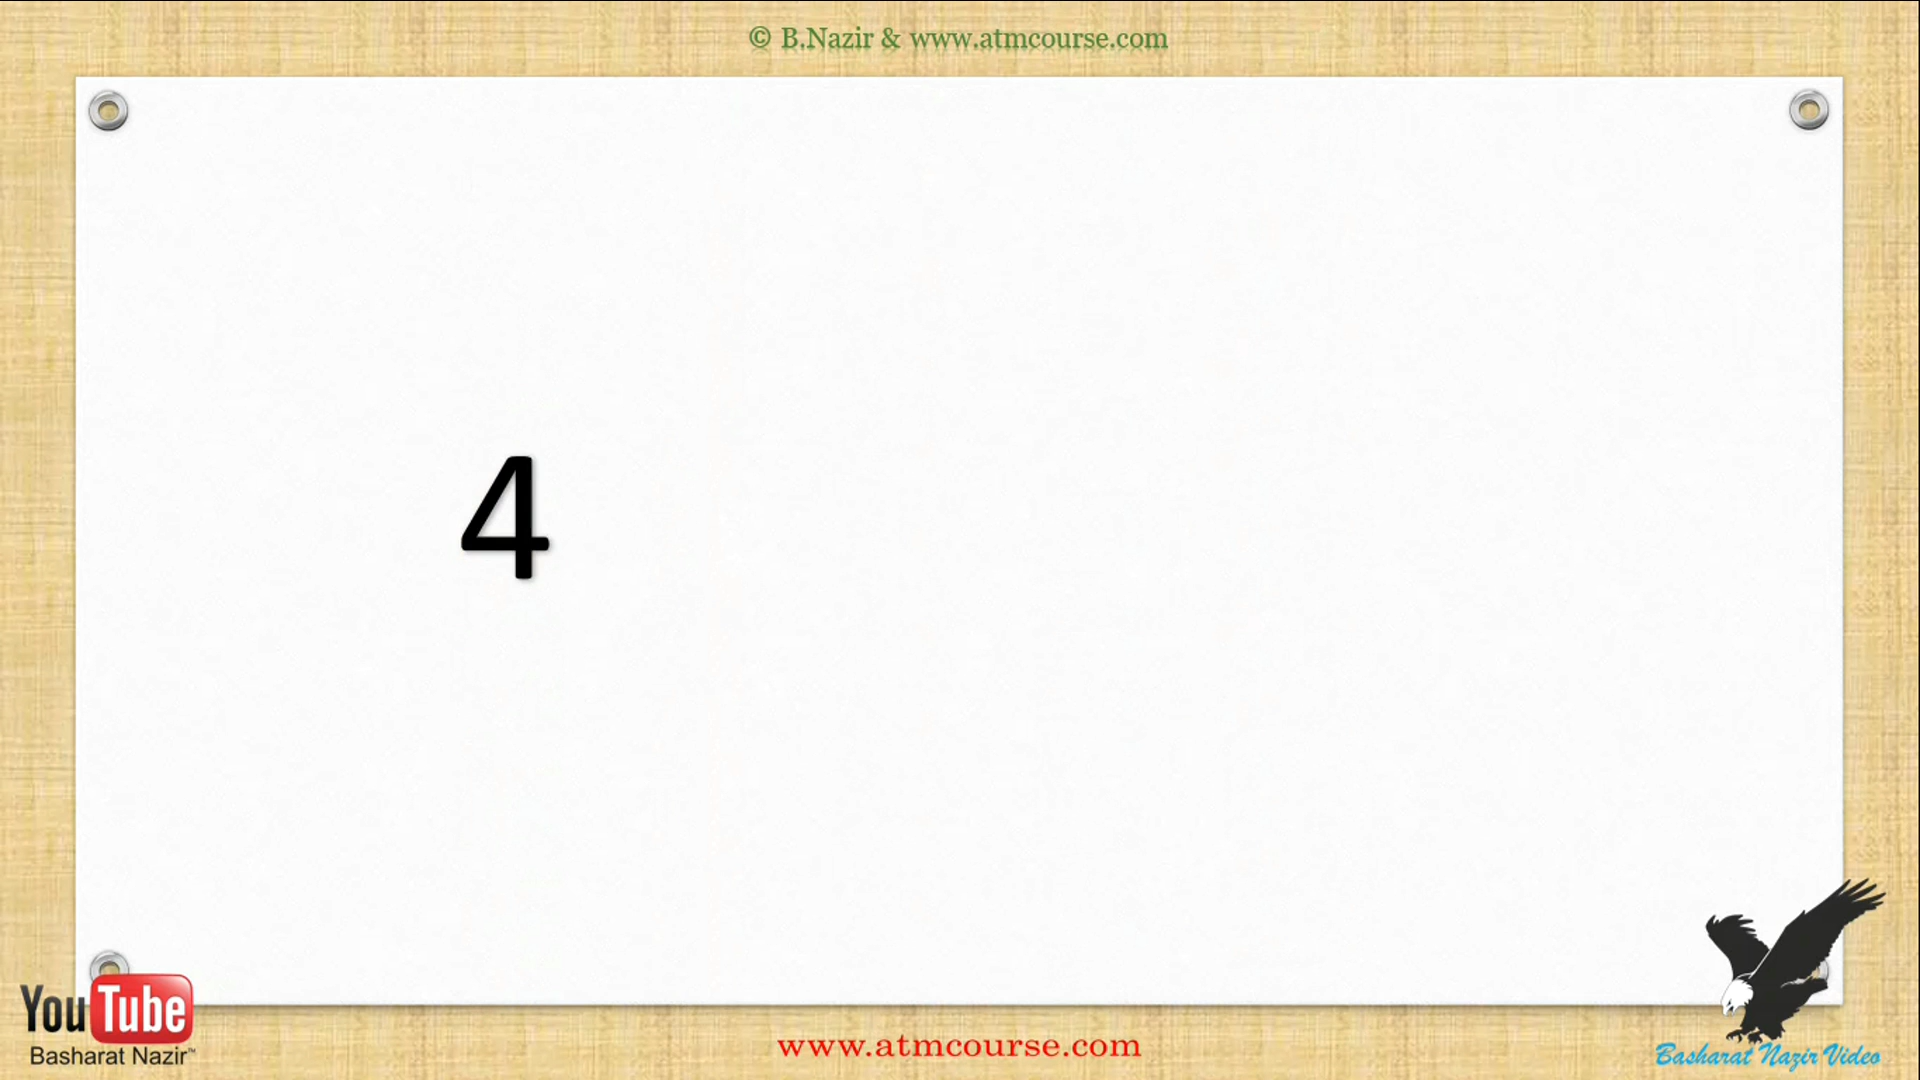 © B.Nazir & www.atmcourse.com
4
YouTube
Basharat Nazir™
www.atmcourse.com
Basharat Nazir Video